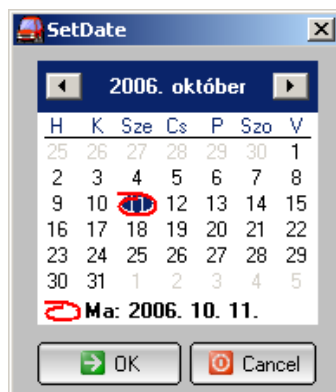 SetDate
2006. október
H K Sze Cs P Szo V
25 26 27 28 29 30 1
2 3 4 5 6 7 8
9 10 11 12 13 14 15
16 17 18 19 20 21 22
23 24 25 26 27 28 29
30 31 1 2 3 4 5
Ma: 2006. 10. 11.
OK Cancel